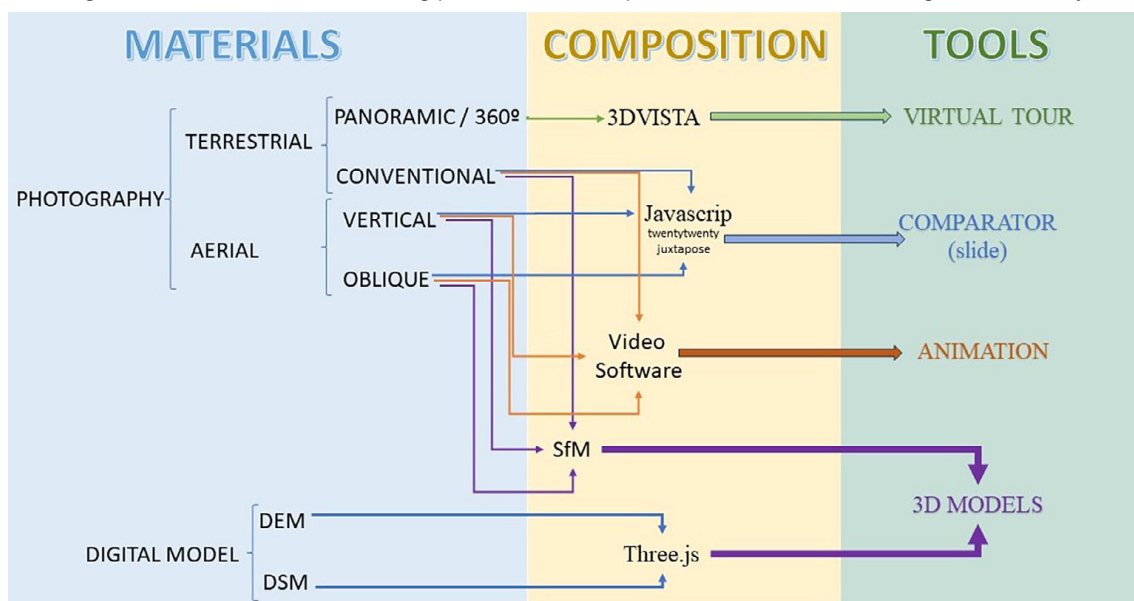 MATERIALS
COMPOSITION
TOOLS
PANORAMIC / 360º
3DVISTA
VIRTUAL TOUR
TERRESTRIAL
CONVENTIONAL
PHOTOGRAPHY
VERTICAL
Javascrip
twentytwenty
juxtapose
COMPARATOR
(slide)
AERIAL
OBLIQUE
Video
Software
ANIMATION
SfM
3D MODELS
DEM
DIGITAL MODEL
Three.js
DSM